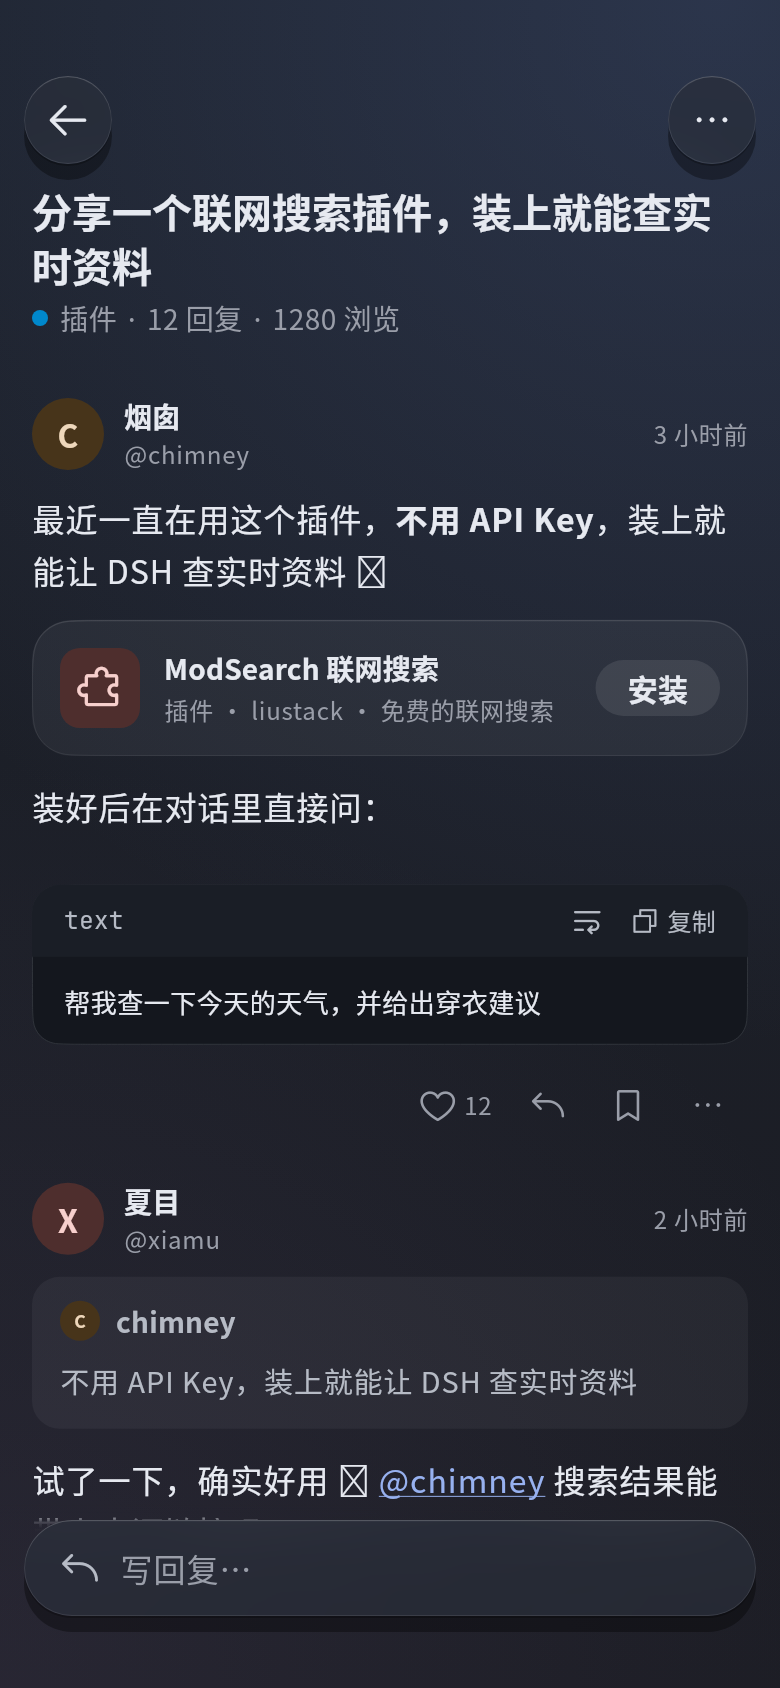 分享一个联网搜索插件，装上就能查实
时资料
插件 · 12 回复 · 1280 浏览
C
烟囱
@chimney
3 小时前
最近一直在用这个插件，不用 API Key，装上就
能让 DSH 查实时资料
ModSearch 联网搜索
插件 · liustack · 免费的联网搜索
安装
装好后在对话里直接问：
text
复制
帮我查一下今天的天气，并给出穿衣建议
12
X
夏目
@xiamu
2 小时前
C
chimney
不用 API Key，装上就能让 DSH 查实时资料
试了一下，确实好用 @chimney 搜索结果能
写回复…